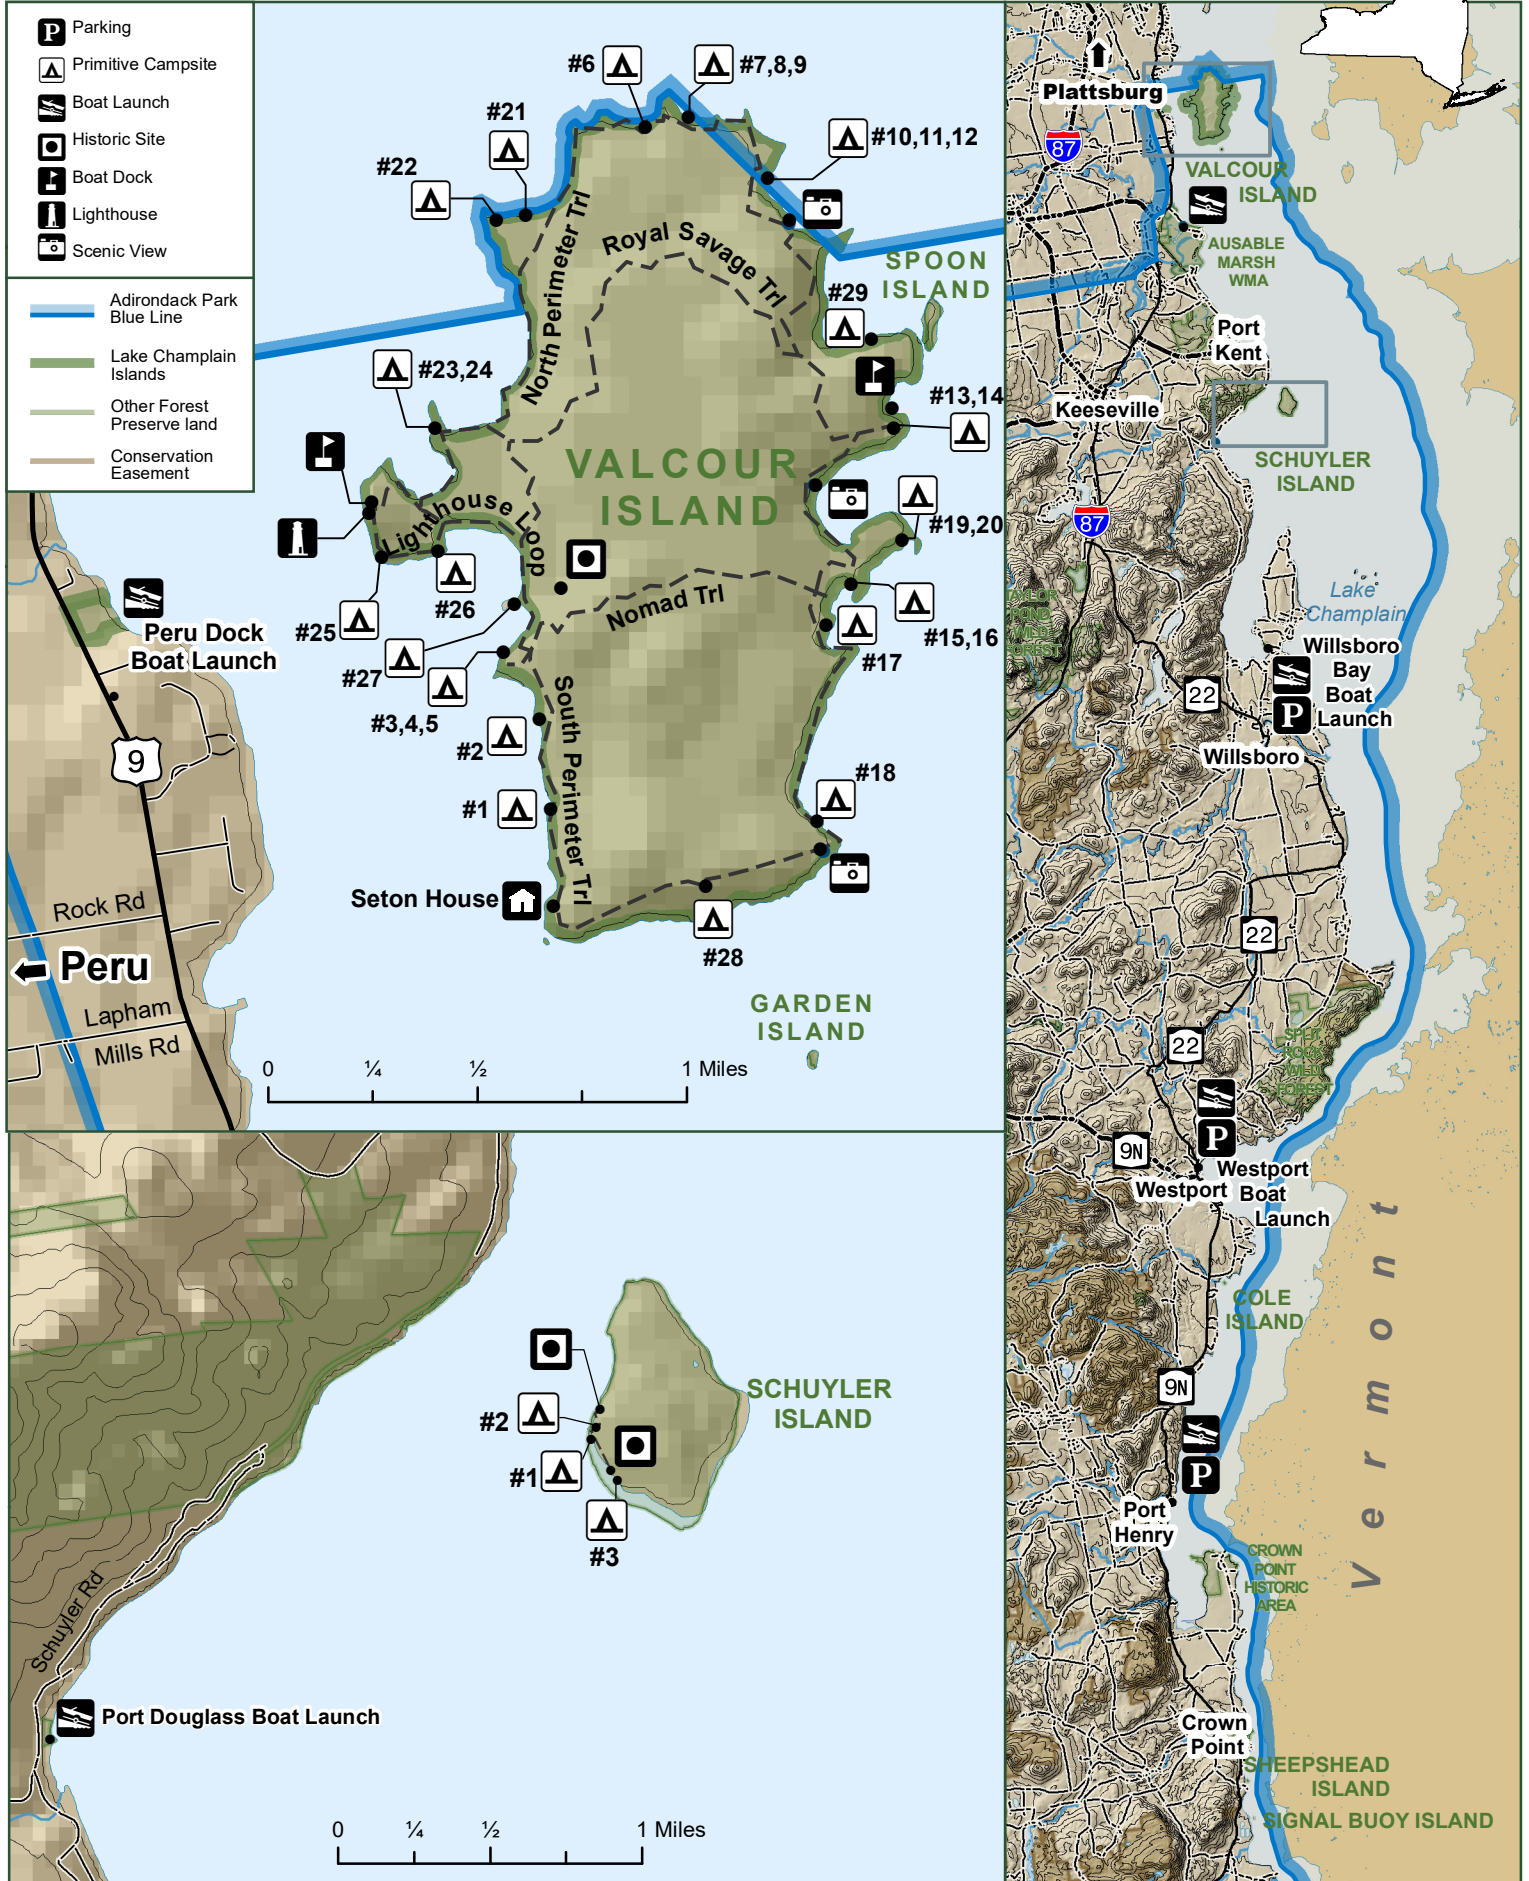 P
Parking
Primitive Campsite
Boat Launch
Historic Site
Boat Dock
Lighthouse
Scenic View
Adirondack Park
Blue Line
Lake Champlain
Islands
Other Forest
Preserve land
Conservation
Easement
#6
#7,8,9
#21
#10,11,12
#22
North Perimeter Trl
Royal Savage Trl
SPOON
ISLAND
#29
#23,24
#13,14
VALCOUR
ISLAND
Lighthouse Loop
#19,20
#26
#25
Nomad Trl
#15,16
#17
#27
#3,4,5
#2
South Perimeter Trl
#18
#1
Seton House
#28
GARDEN
ISLAND
Peru Dock
Boat Launch
9
Rock Rd
Peru
Lapham
Mills Rd
0
¼
½
1 Miles
SCHUYLER
ISLAND
#2
#1
#3
Schuyler Rd
Port Douglass Boat Launch
0
¼
½
1 Miles
Plattsburg
87
VALCOUR
ISLAND
AUSABLE
MARSH
WMA
Port
Kent
Keeseville
SCHUYLER
ISLAND
87
Lake
Champlain
TAYLOR
POND
WILD
FOREST
Willsboro
Bay
Boat
Launch
P
22
Willsboro
22
22
SPLIT
ROCK
WILD
FOREST
P
9N
Westport
Westport
Boat
Launch
COLE
ISLAND
9N
P
Port
Henry
Vermont
CROWN
POINT
HISTORIC
AREA
Crown
Point
SHEEPSHEAD
ISLAND
SIGNAL BUOY ISLAND